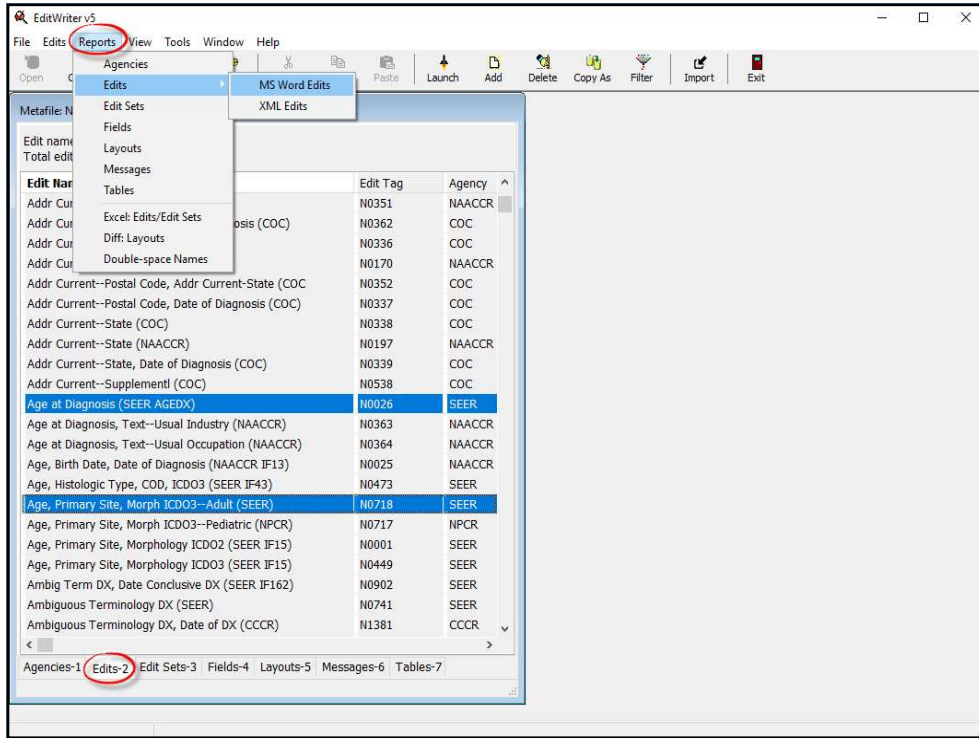 EditWriter v5
File Edits Reports View Tools Window Help
Open Paste Launch Add Delete Copy As Filter Import Exit
Agencies
Edits
MS Word Edits
XML Edits
Edit Sets
Fields
Layouts
Messages
Tables
Excel: Edits/Edit Sets
Diff: Layouts
Double-space Names
Metafile: N
Edit name
Total edit
Edit Nar Edit Tag Agency
Addr Cur N0351 NAACCR
Addr Cur osis (COC) N0362 COC
Addr Cur N0336 COC
Addr Cur N0170 NAACCR
Addr Current--Postal Code, Addr Current-State (COC N0352 COC
Addr Current--Postal Code, Date of Diagnosis (COC) N0337 COC
Addr Current--State (COC) N0338 COC
Addr Current--State (NAACCR) N0197 NAACCR
Addr Current--State, Date of Diagnosis (COC) N0339 COC
Addr Current--Supplementl (COC) N0538 COC
Age at Diagnosis (SEER AGEDX) N0026 SEER
Age at Diagnosis, Text--Usual Industry (NAACCR) N0363 NAACCR
Age at Diagnosis, Text--Usual Occupation (NAACCR) N0364 NAACCR
Age, Birth Date, Date of Diagnosis (NAACCR IF13) N0025 NAACCR
Age, Histologic Type, COD, ICDO3 (SEER IF43) N0473 SEER
Age, Primary Site, Morph ICDO3--Adult (SEER) N0718 SEER
Age, Primary Site, Morph ICDO3--Pediatric (NPCR) N0717 NPCR
Age, Primary Site, Morphology ICDO2 (SEER IF15) N0001 SEER
Age, Primary Site, Morphology ICDO3 (SEER IF15) N0449 SEER
Ambig Term DX, Date Conclusive DX (SEER IF162) N0902 SEER
Ambiguous Terminology DX (SEER) N0741 SEER
Ambiguous Terminology DX, Date of DX (CCCR) N1381 CCCR
Agencies-1 Edits-2 Edit Sets-3 Fields-4 Layouts-5 Messages-6 Tables-7